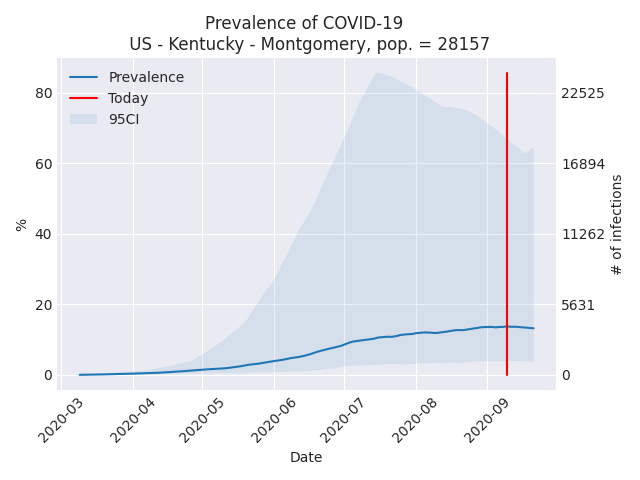 Prevalence of COVID-19
US - Kentucky - Montgomery, pop. = 28157
Prevalence
Today
95CI
80
60
40
20
0
%
22525
16894
11262
5631
0
# of infections
2020-03
2020-04
2020-05
2020-06
2020-07
2020-08
2020-09
Date